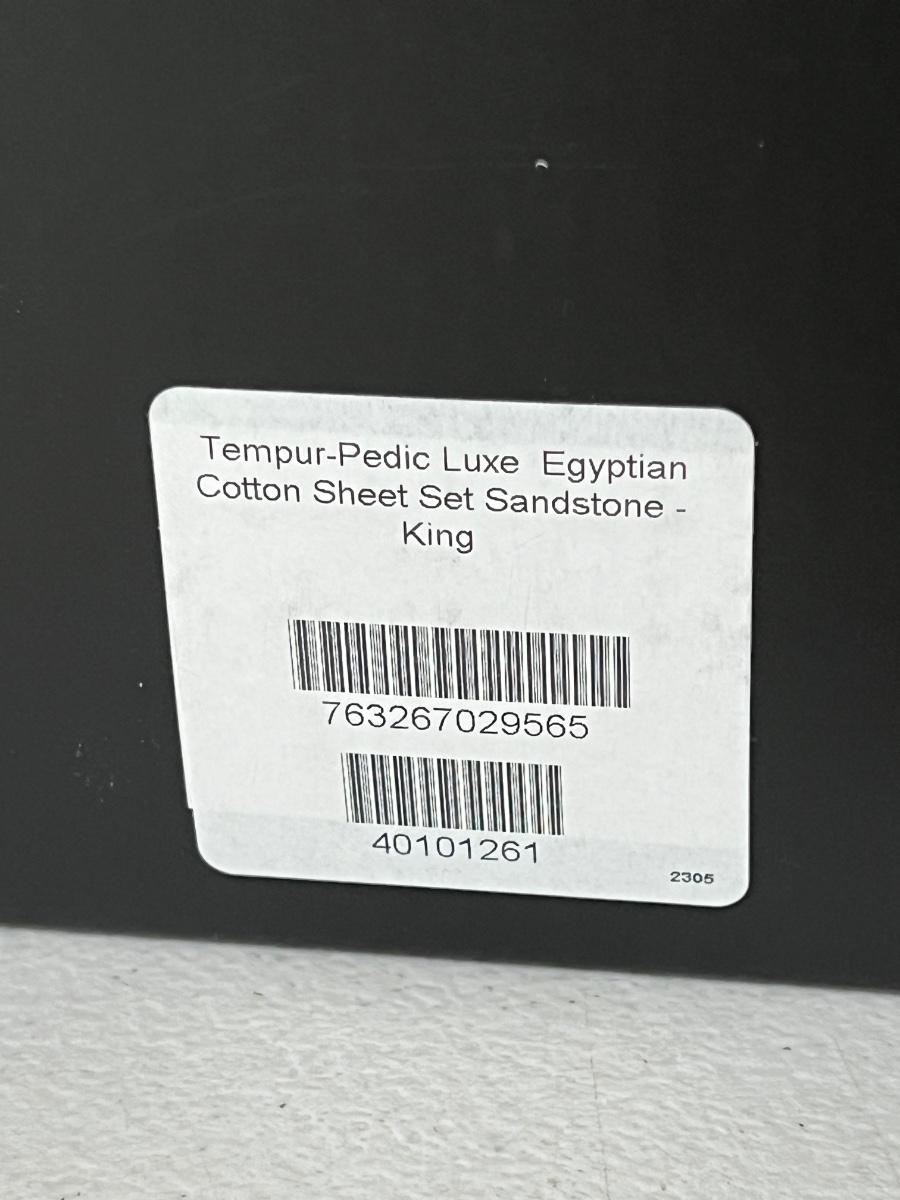 Tempur-Pedic Luxe  Egyptian
Cotton Sheet Set Sandstone -
King
763267029565
40101261
2305